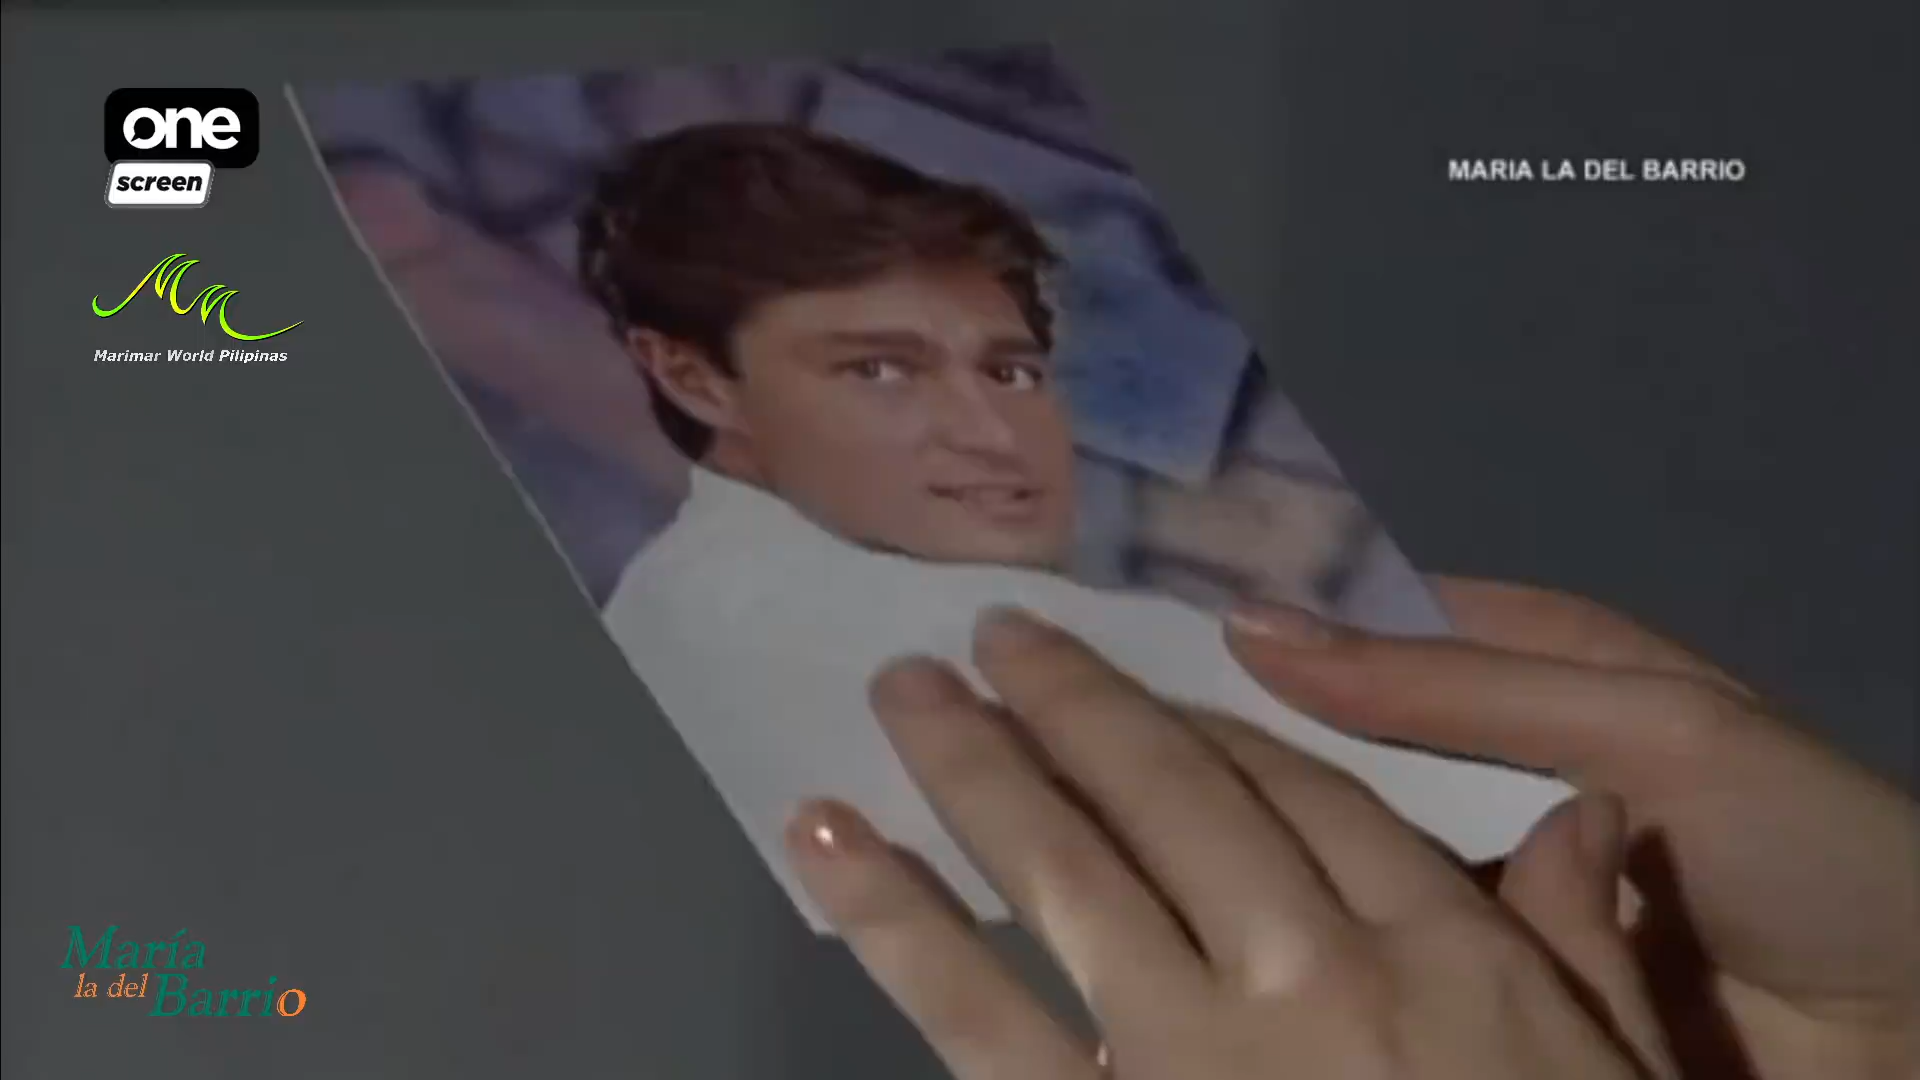 one
screen
MARIA LA DEL BARRIO
Marimar World Pilipinas
María
la del Barrio